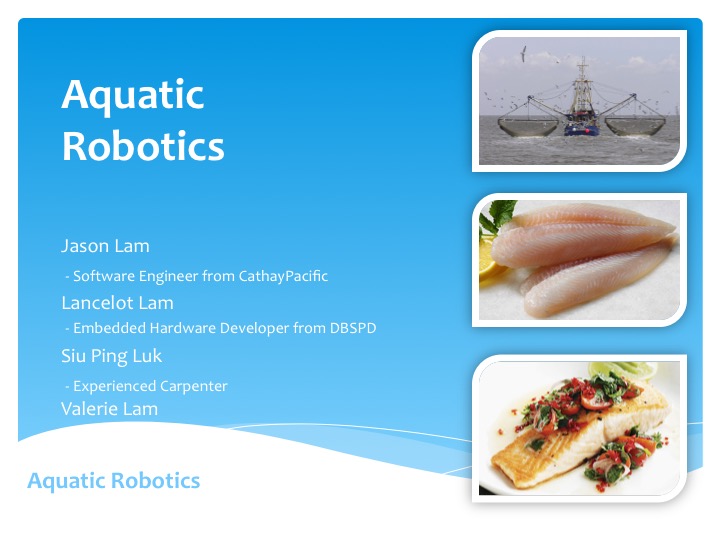 Aquatic
Robotics
Jason Lam
- Software Engineer from CathayPacific
Lancelot Lam
- Embedded Hardware Developer from DBSPD
Siu Ping Luk
- Experienced Carpenter
Valerie Lam
Aquatic Robotics